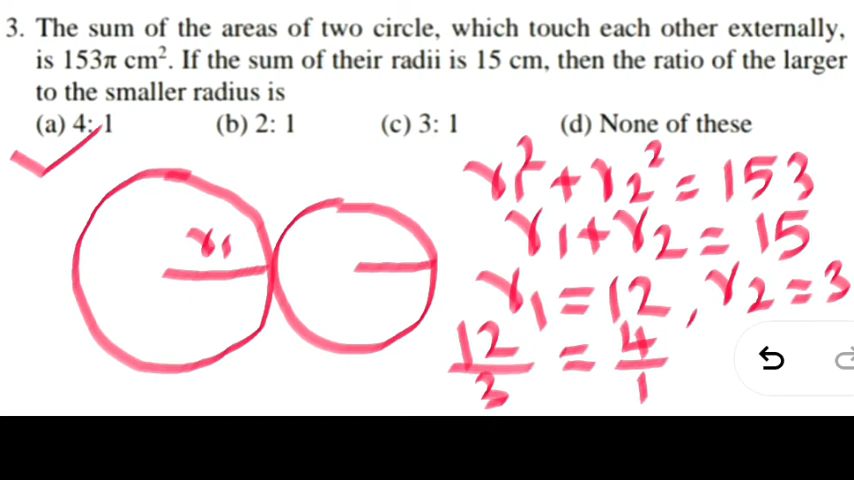 3. The sum of the areas of two circle, which touch each other externally,
is 153π cm². If the sum of their radii is 15 cm, then the ratio of the larger
to the smaller radius is
(a) 4: 1 (b) 2: 1 (c) 3: 1 (d) None of these
r₁² + r₂² = 153
r₁ + r₂ = 15
r₁
r₁ = 12, r₂ = 3
12/3 = 4/1